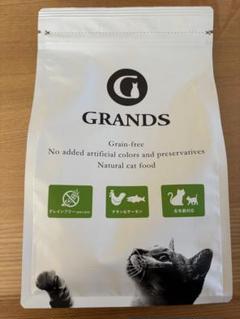 G
GRANDS
Grain-free
No added artificial colors and preservatives
Natural cat food
グレインフリー
チキン&サーモン
全年齢対応